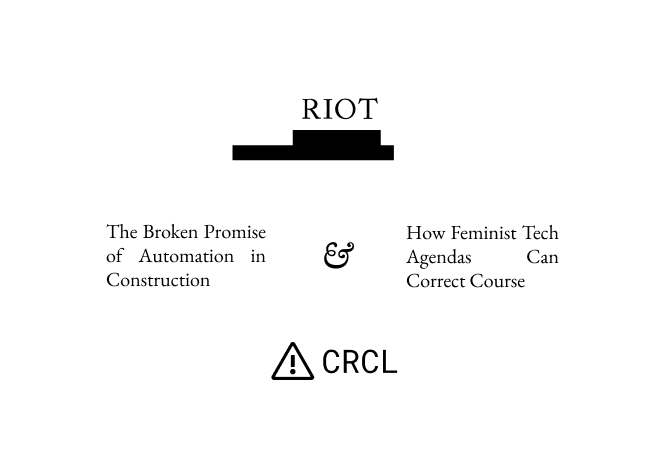 RIOT
The Broken Promise
of Automation in
Construction
&
How Feminist Tech
Agendas Can
Correct Course
CRCL